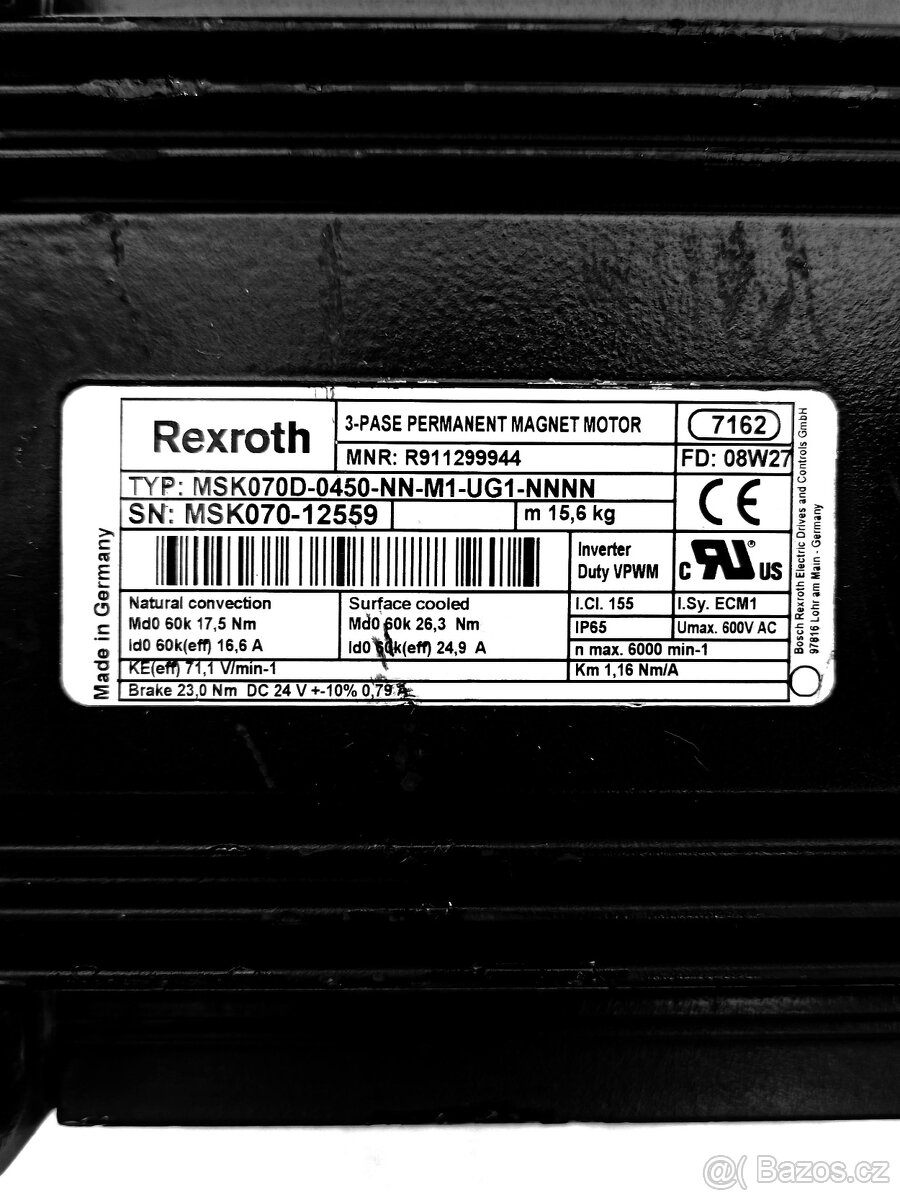 Rexroth
3-PASE PERMANENT MAGNET MOTOR
7162
MNR: R911299944
FD: 08W27
TYP: MSK070D-0450-NN-M1-UG1-NNNN
SN: MSK070-12559
m 15,6 kg
CE
Inverter
Duty VPWM
c RU ® US
Natural convection
Md0 60k 17,5 Nm
Id0 60k(eff) 16,6 A
Surface cooled
Md0 60k 26,3 Nm
Id0 60k(eff) 24,9 A
I.Cl. 155
I.Sy. ECM1
IP65
Umax. 600V AC
n max. 6000 min-1
KE(eff) 71,1 V/min-1
Km 1,16 Nm/A
Brake 23,0 Nm DC 24 V +-10% 0,79 A
Made in Germany
Bosch Rexroth Electric Drives and Controls GmbH
97816 Lohr am Main - Germany
@( Bazos.cz